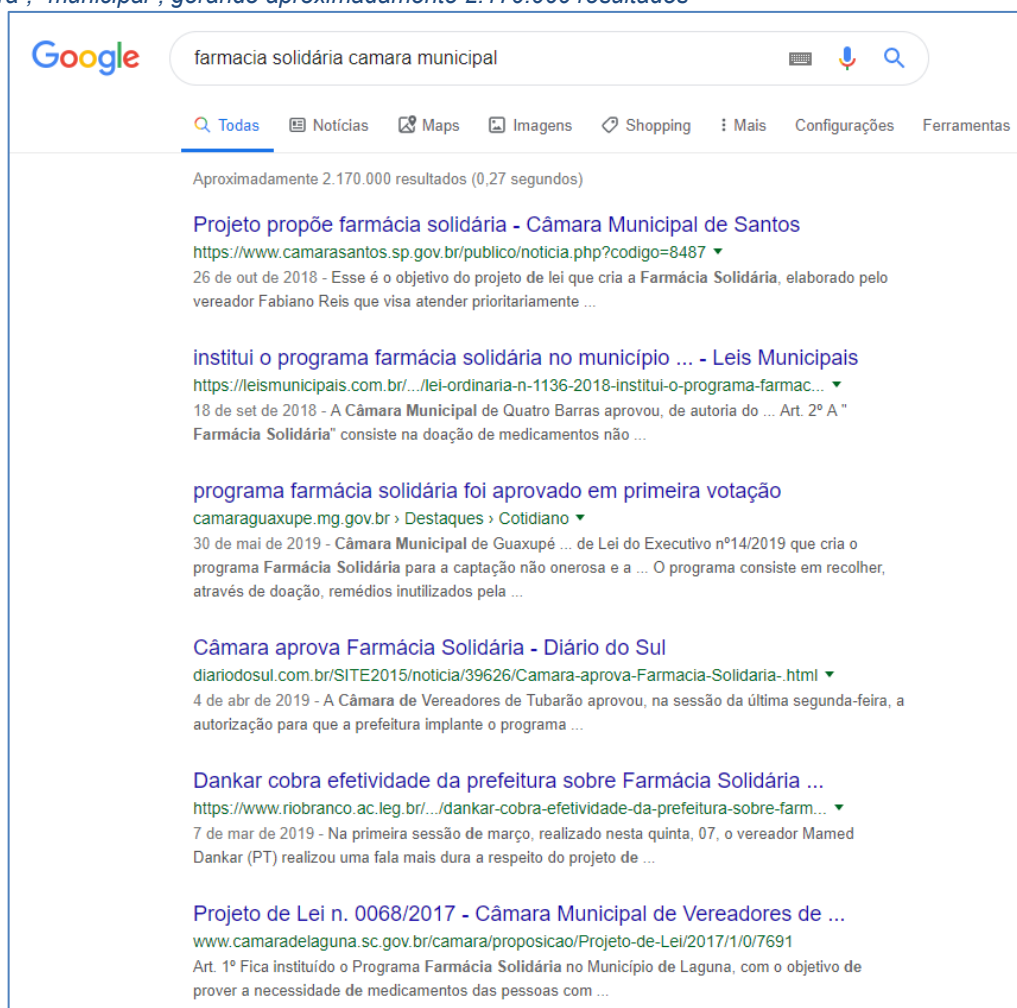 "municipal", gerando aproximadamente 2.170.000 resultados
Google
farmacia solidária camara municipal
Todas Notícias Maps Imagens Shopping Mais Configurações Ferramentas
Aproximadamente 2.170.000 resultados (0,27 segundos)
Projeto propõe farmácia solidária - Câmara Municipal de Santos
https://www.camarasantos.sp.gov.br/publico/noticia.php?codigo=8487
26 de out de 2018 - Esse é o objetivo do projeto de lei que cria a Farmácia Solidária, elaborado pelo
vereador Fabiano Reis que visa atender prioritariamente ...
institui o programa farmácia solidária no município ... - Leis Municipais
https://leismunicipais.com.br/.../lei-ordinaria-n-1136-2018-institui-o-programa-farmac...
18 de set de 2018 - A Câmara Municipal de Quatro Barras aprovou, de autoria do ... Art. 2º A "
Farmácia Solidária" consiste na doação de medicamentos não ...
programa farmácia solidária foi aprovado em primeira votação
camaraguaxupe.mg.gov.br › Destaques › Cotidiano
30 de mai de 2019 - Câmara Municipal de Guaxupé ... de Lei do Executivo nº14/2019 que cria o
programa Farmácia Solidária para a captação não onerosa e a ... O programa consiste em recolher,
através de doação, remédios inutilizados pela ...
Câmara aprova Farmácia Solidária - Diário do Sul
diariodosul.com.br/SITE2015/noticia/39626/Camara-aprova-Farmacia-Solidaria-.html
4 de abr de 2019 - A Câmara de Vereadores de Tubarão aprovou, na sessão da última segunda-feira, a
autorização para que a prefeitura implante o programa ...
Dankar cobra efetividade da prefeitura sobre Farmácia Solidária ...
https://www.riobranco.ac.leg.br/.../dankar-cobra-efetividade-da-prefeitura-sobre-farm...
7 de mar de 2019 - Na primeira sessão de março, realizado nesta quinta, 07, o vereador Mamed
Dankar (PT) realizou uma fala mais dura a respeito do projeto de ...
Projeto de Lei n. 0068/2017 - Câmara Municipal de Vereadores de ...
www.camaradelaguna.sc.gov.br/camara/proposicao/Projeto-de-Lei/2017/1/0/7691
Art. 1º Fica instituído o Programa Farmácia Solidária no Município de Laguna, com o objetivo de
prover a necessidade de medicamentos das pessoas com ...